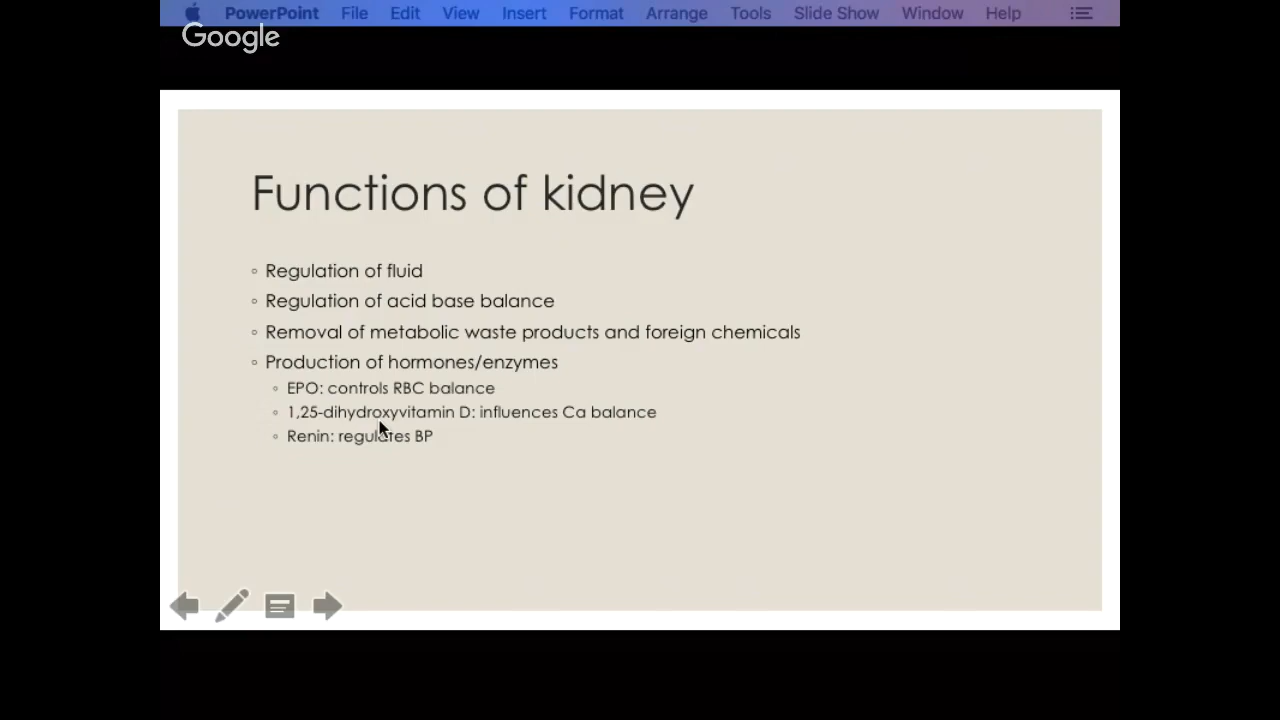 PowerPoint File Edit View Insert Format Arrange Tools Slide Show Window Help
Google
Functions of kidney
◦ Regulation of fluid
◦ Regulation of acid base balance
◦ Removal of metabolic waste products and foreign chemicals
◦ Production of hormones/enzymes
◦ EPO: controls RBC balance
◦ 1,25-dihydroxyvitamin D: influences Ca balance
◦ Renin: regulates BP